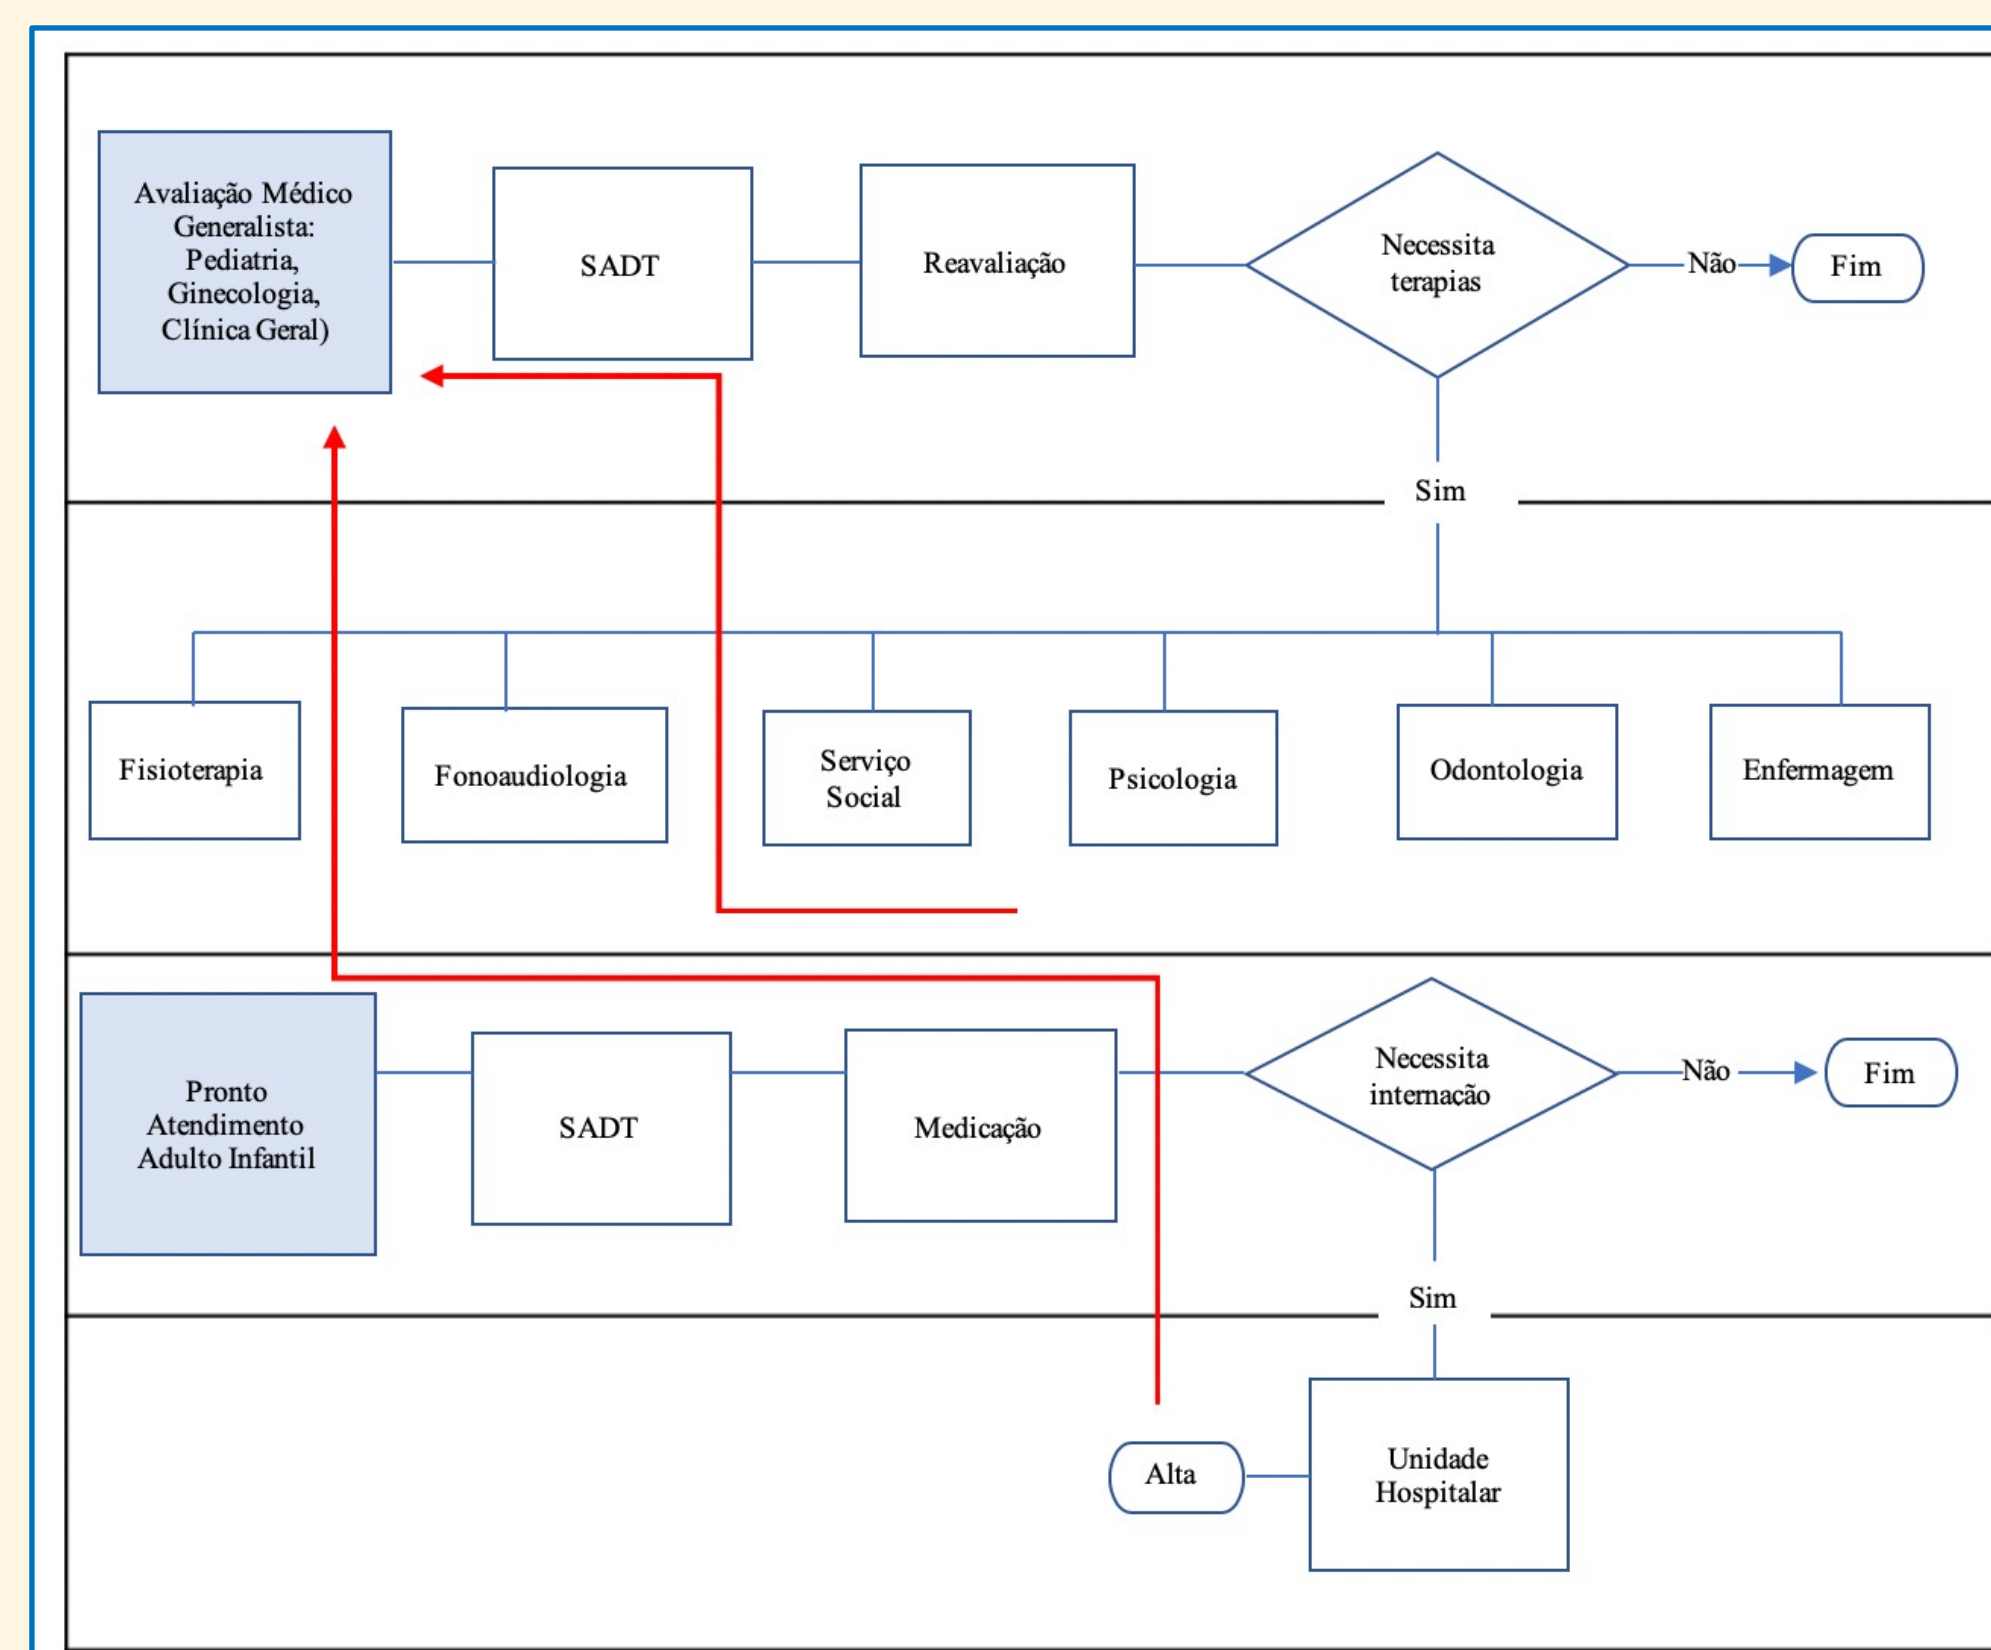 Avaliação Médico
Generalista:
Pediatria,
Ginecologia,
Clínica Geral)
SADT
Reavaliação
Necessita
terapias
Não
Fim
Sim
Fisioterapia
Fonoaudiologia
Serviço
Social
Psicologia
Odontologia
Enfermagem
Pronto
Atendimento
Adulto Infantil
SADT
Medicação
Necessita
internação
Não
Fim
Sim
Alta
Unidade
Hospitalar